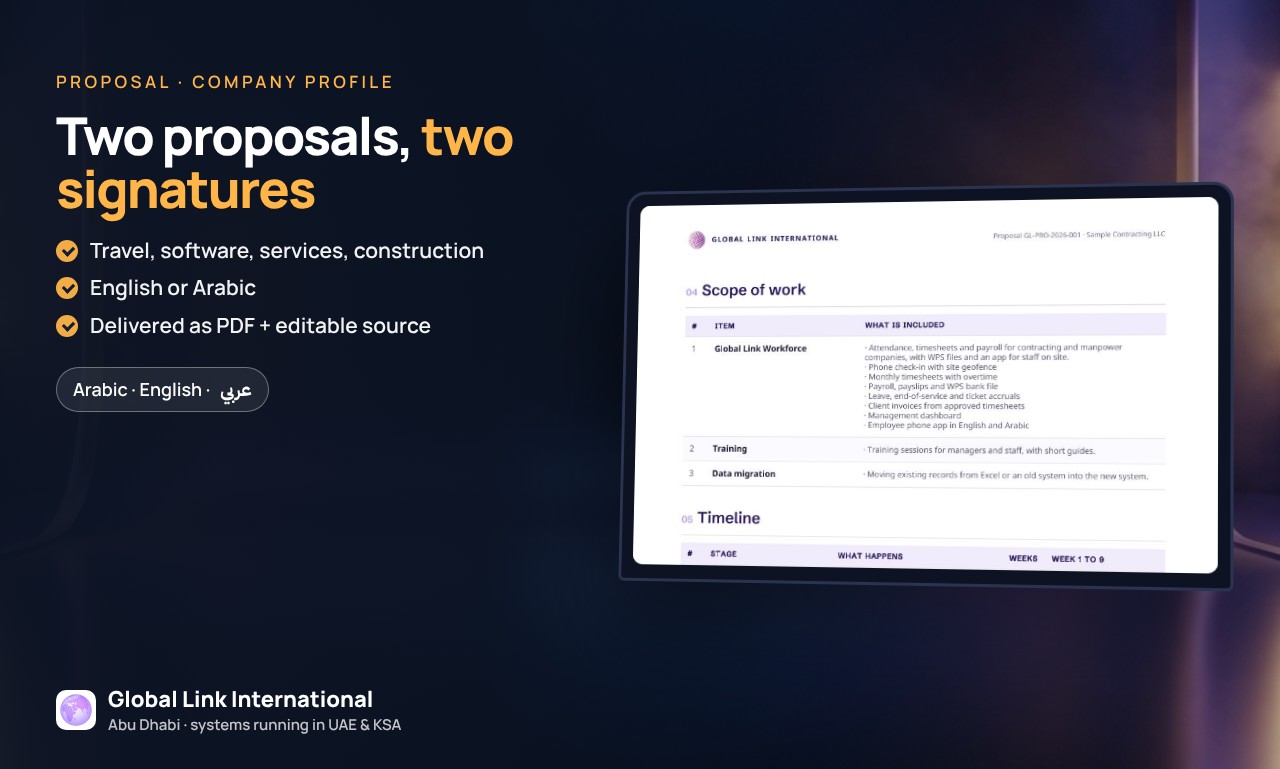 PROPOSAL · COMPANY PROFILE
Two proposals, two
signatures
Travel, software, services, construction
English or Arabic
Delivered as PDF + editable source
Arabic · English · عربي
GLOBAL LINK INTERNATIONAL
Proposal GL-PRO-2026-001 · Sample Contracting LLC
04 Scope of work
# ITEM WHAT IS INCLUDED
1 Global Link Workforce · Attendance, timesheets and payroll for contracting and manpower
companies, with WPS files and an app for staff on site.
· Phone check-in with site geofence
· Monthly timesheets with overtime
· Payroll, payslips and WPS bank file
· Leave, end-of-service and ticket accruals
· Client invoices from approved timesheets
· Management dashboard
· Employee phone app in English and Arabic
2 Training · Training sessions for managers and staff, with short guides.
3 Data migration · Moving existing records from Excel or an old system into the new system.
05 Timeline
# STAGE WHAT HAPPENS WEEKS WEEK 1 TO 9
Global Link International
Abu Dhabi · systems running in UAE & KSA